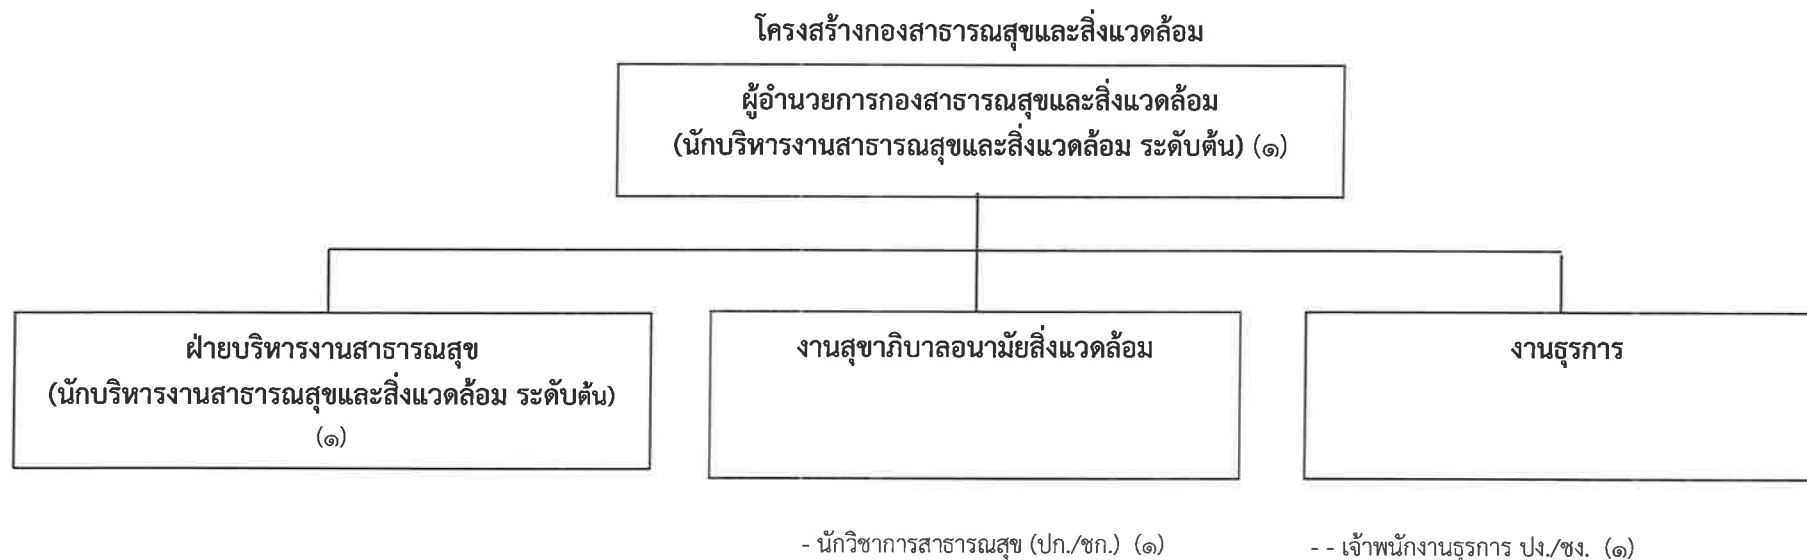 โครงสร้างกองสาธารณสุขและสิ่งแวดล้อม
ผู้อำนวยการกองสาธารณสุขและสิ่งแวดล้อม
(นักบริหารงานสาธารณสุขและสิ่งแวดล้อม ระดับต้น) (๑)
ฝ่ายบริหารงานสาธารณสุข
(นักบริหารงานสาธารณสุขและสิ่งแวดล้อม ระดับต้น)
(๑)
งานสุขาภิบาลอนามัยสิ่งแวดล้อม
งานธุรการ
- นักวิชาการสาธารณสุข (ปก./ชก.) (๑)
- - เจ้าพนักงานธุรการ ปง./ชง. (๑)